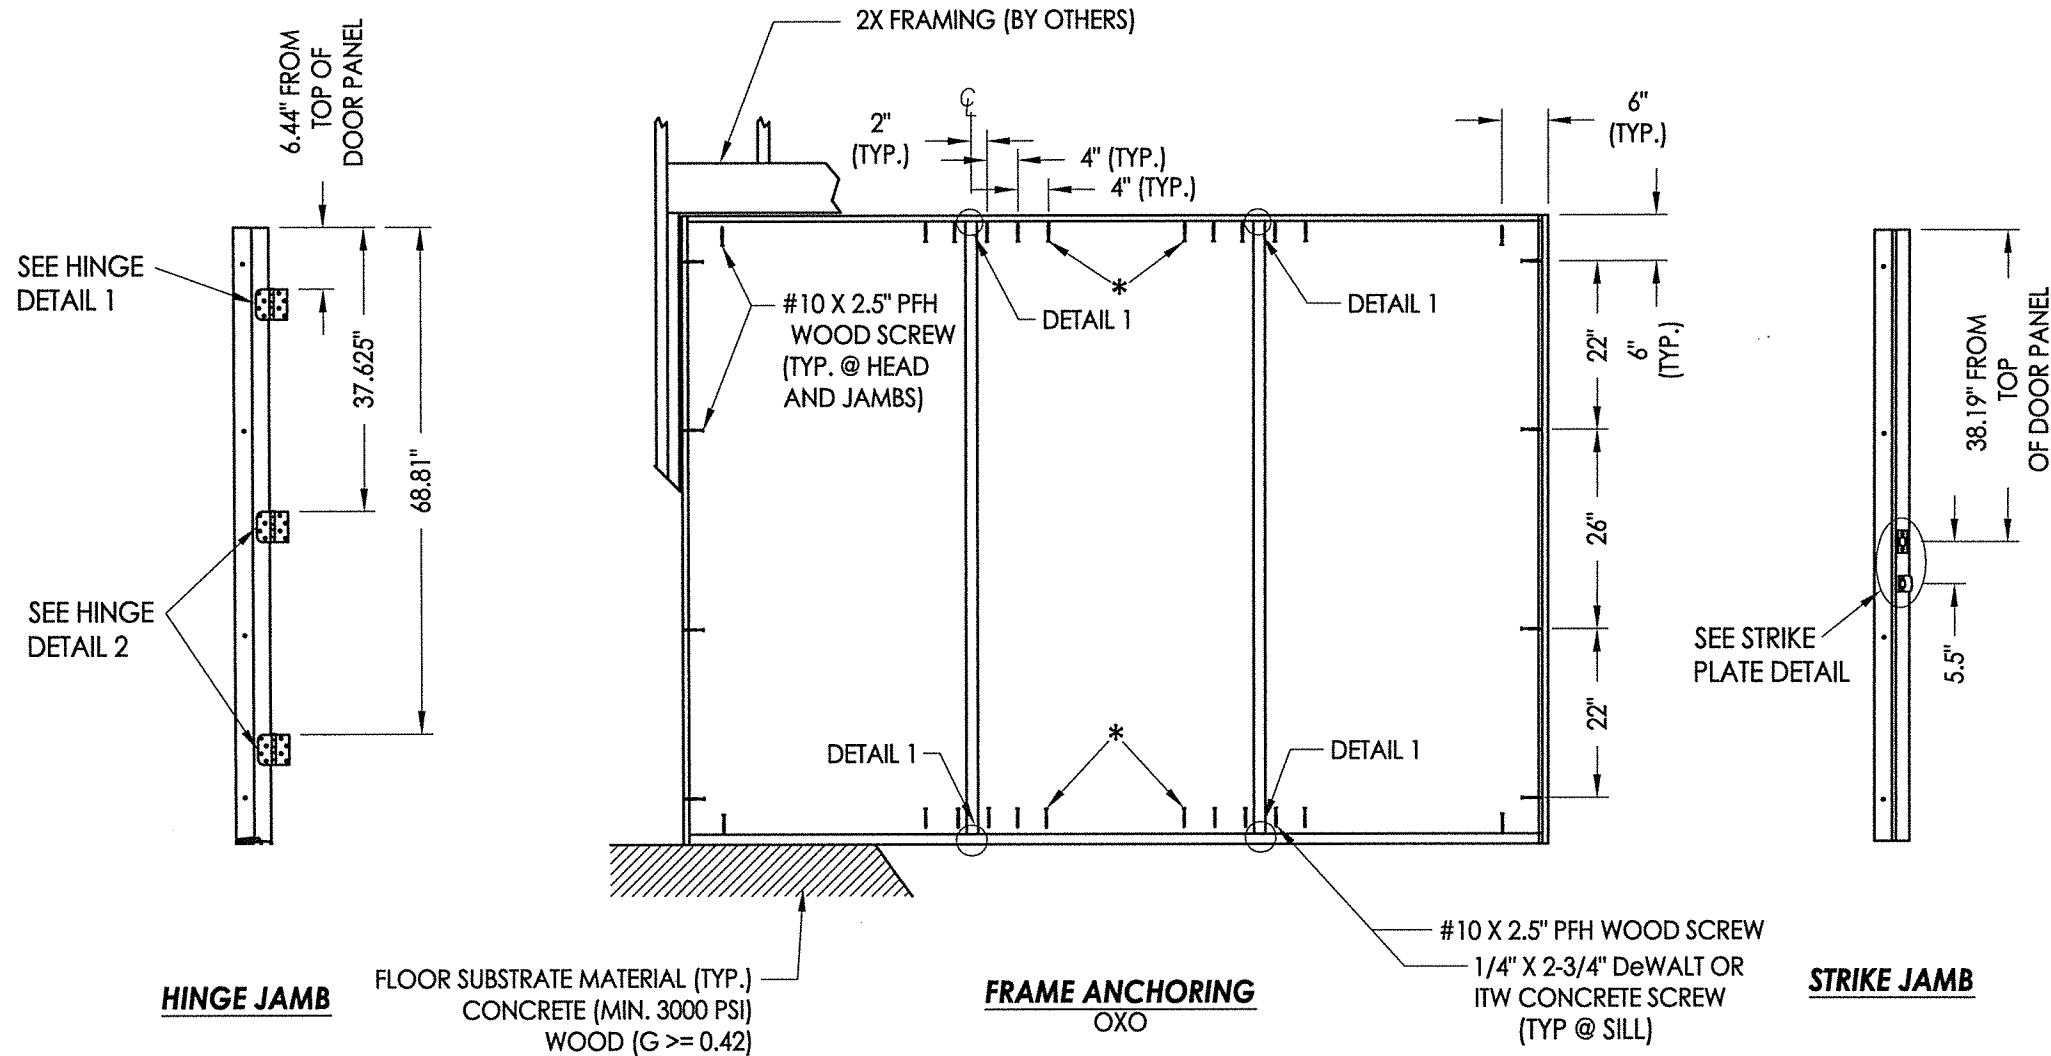 2X FRAMING (BY OTHERS)
6.44" FROM
TOP OF
DOOR PANEL
SEE HINGE
DETAIL 1
37.625"
68.81"
SEE HINGE
DETAIL 2
HINGE JAMB
℄
2"
(TYP.)
4" (TYP.)
4" (TYP.)
6"
(TYP.)
*
#10 X 2.5" PFH
WOOD SCREW
(TYP. @ HEAD
AND JAMBS)
DETAIL 1
DETAIL 1
22"
6"
(TYP.)
26"
22"
*
DETAIL 1
DETAIL 1
FLOOR SUBSTRATE MATERIAL (TYP.)
CONCRETE (MIN. 3000 PSI)
WOOD (G >= 0.42)
FRAME ANCHORING
OXO
#10 X 2.5" PFH WOOD SCREW
1/4" X 2-3/4" DeWALT OR
ITW CONCRETE SCREW
(TYP @ SILL)
38.19" FROM
TOP
OF DOOR PANEL
SEE STRIKE
PLATE DETAIL
5.5"
STRIKE JAMB